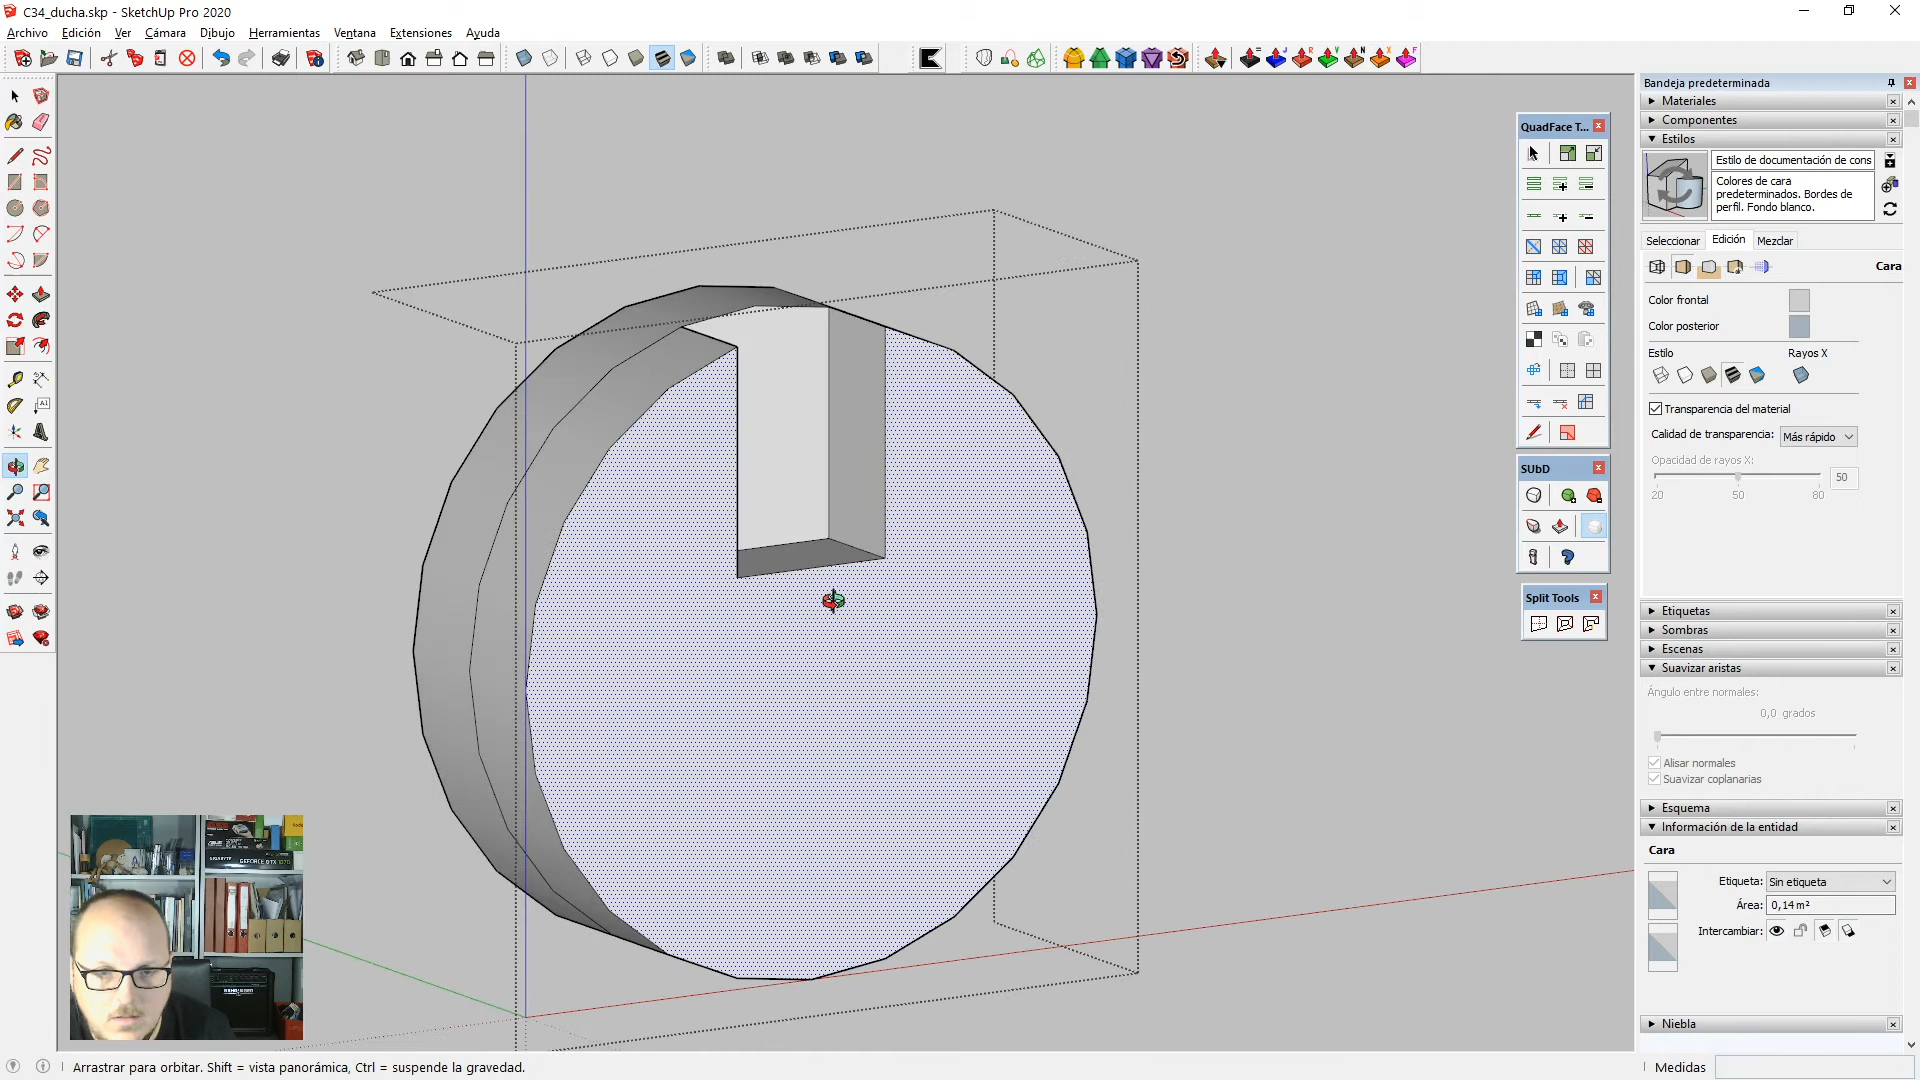 C34_ducha.skp - SketchUp Pro 2020
Archivo Edición Ver Cámara Dibujo Herramientas Ventana Extensiones Ayuda
Bandeja predeterminada
Materiales
Componentes
Estilos
Estilo de documentación de cons
Colores de cara
predeterminados. Bordes de
perfil. Fondo blanco.
Seleccionar Edición Mezclar
Cara
Color frontal
Color posterior
Estilo Rayos X
Transparencia del material
Calidad de transparencia: Más rápido
Opacidad de rayos X:
50
20 50 80
Etiquetas
Sombras
Escenas
Suavizar aristas
Ángulo entre normales:
0,0 grados
Alisar normales
Suavizar coplanarias
Esquema
Información de la entidad
Cara
Etiqueta: Sin etiqueta
Área: 0,14 m²
Intercambiar:
Niebla
QuadFace T...
SUbD
Split Tools
A1
GIGABYTE GEFORCE GTX 1070
Arrastrar para orbitar. Shift = vista panorámica, Ctrl = suspende la gravedad.
Medidas